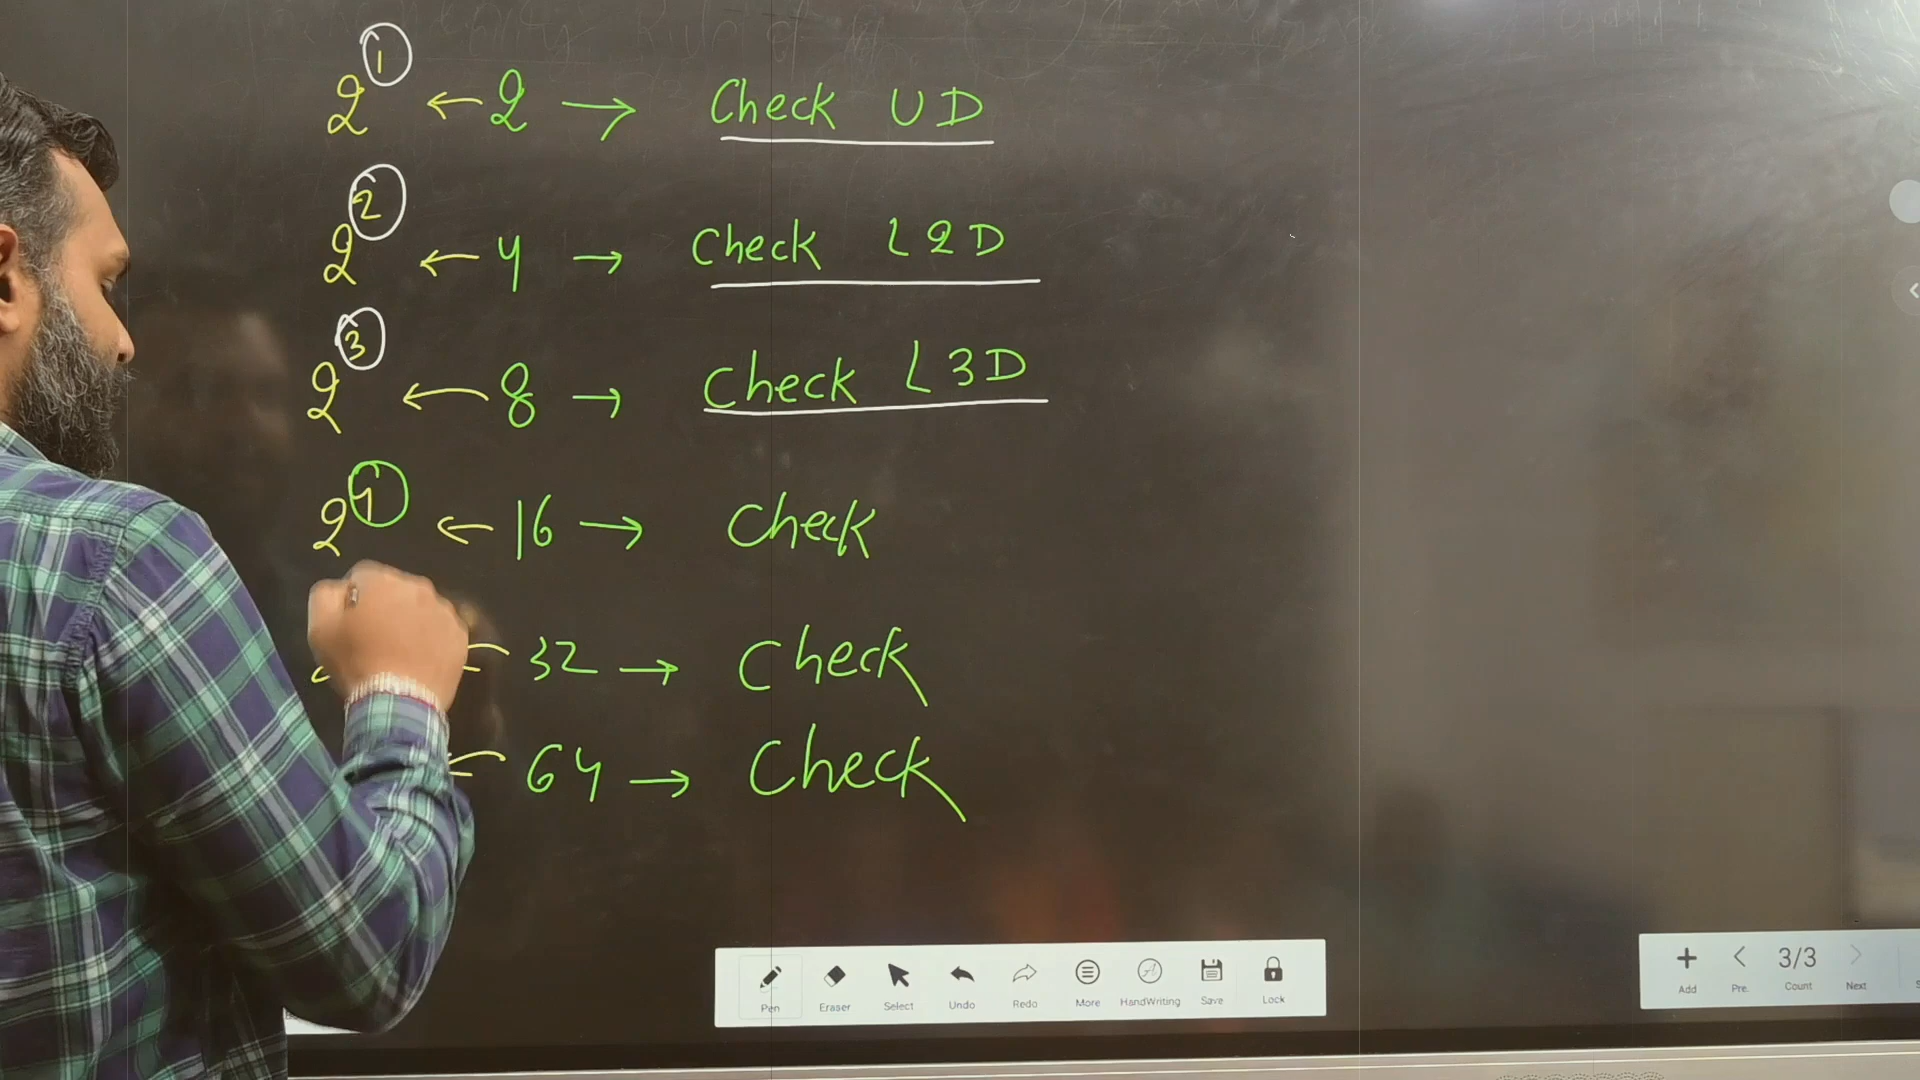 2^1 ← 2 → Check UD
2^2 ← 4 → Check L2D
2^3 ← 8 → Check L3D
2^4 ← 16 → Check
← 32 → Check
← 64 → Check
Pen Eraser Select Undo Redo More HandWriting Save Lock
3/3
Add Pre. Count Next